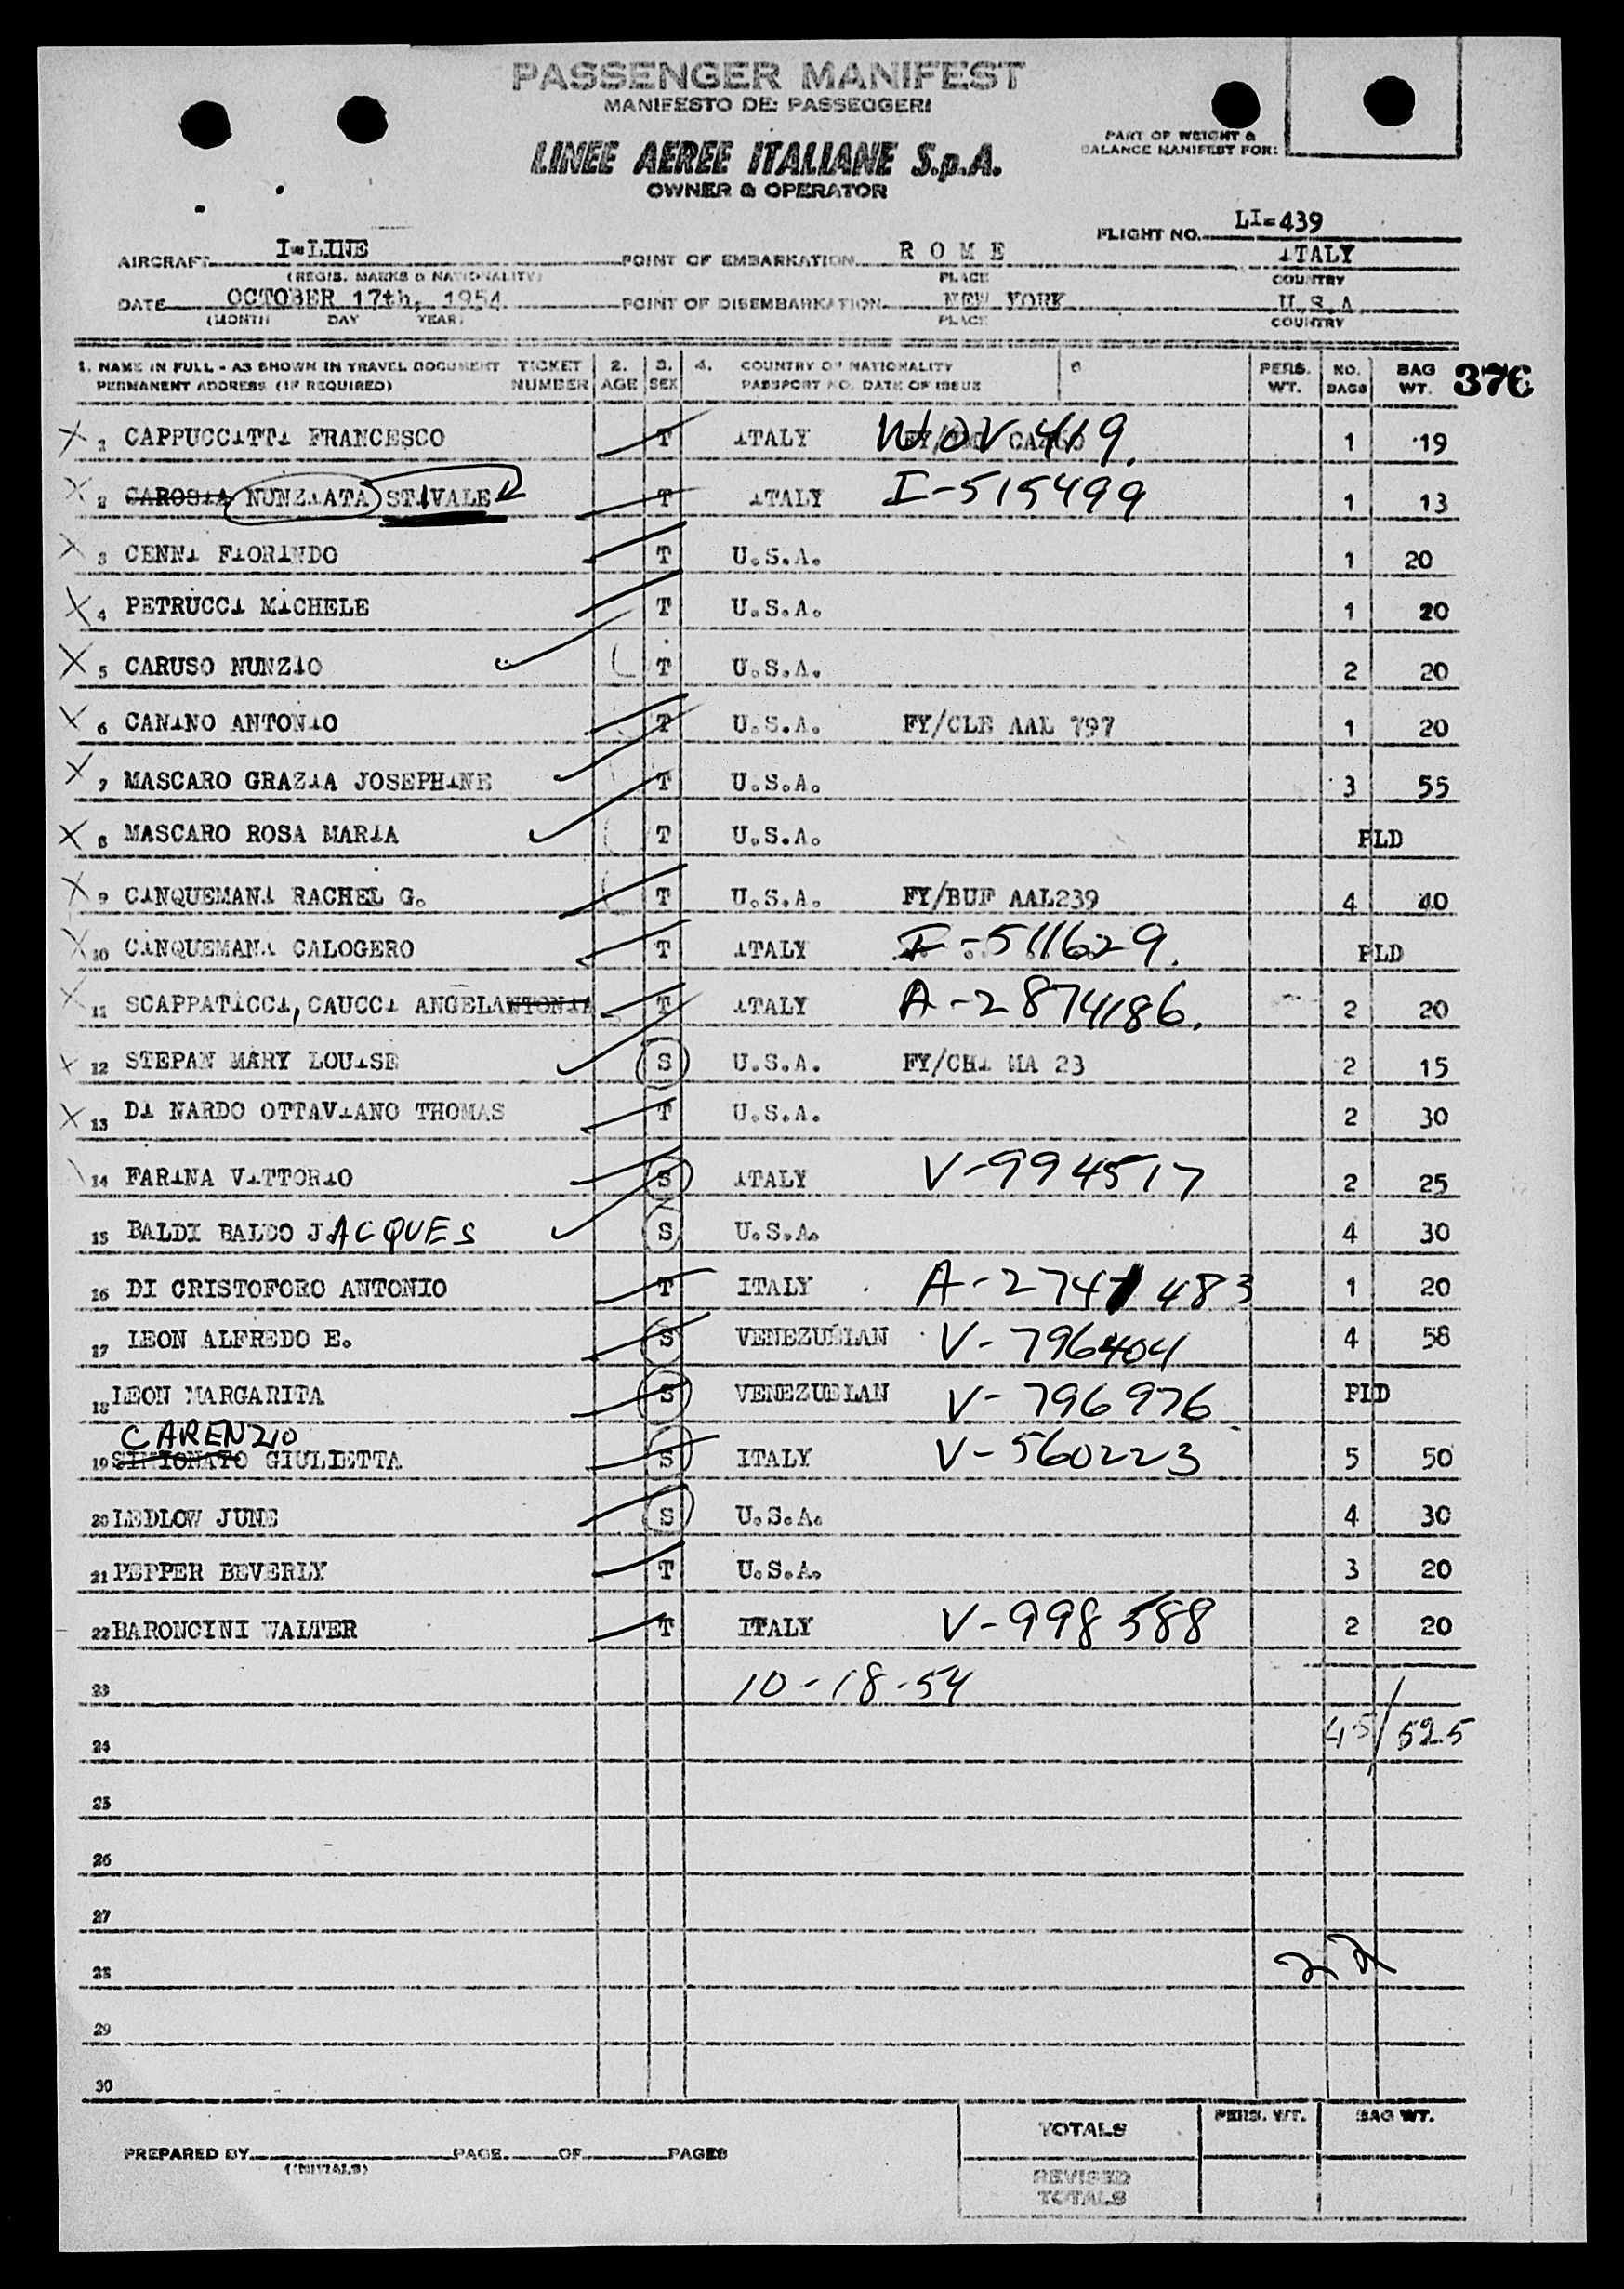 PASSENGER MANIFEST
MANIFESTO DEI PASSEGGERI
LINEE AEREE ITALIANE S.p.A.
OWNER & OPERATOR
PART OF WEIGHT &
BALANCE MANIFEST FOR:
FLIGHT NO. LI-439
AIRCRAFT I-LINE POINT OF EMBARKATION R O M E ITALY
(REGIS. MARKS & NATIONALITY) PLACE COUNTRY
DATE OCTOBER 17th, 1954 POINT OF DISEMBARKATION NEW YORK U.S.A
(MONTH DAY YEAR) PLACE COUNTRY
1. NAME IN FULL - AS SHOWN IN TRAVEL DOCUMENT TICKET 2. 3. 4. COUNTRY OF NATIONALITY PERS. NO. BAG 376
PERMANENT ADDRESS (IF REQUIRED) NUMBER AGE SEX PASSPORT NO. DATE OF ISSUE WT. BAGS WT.
X 1 CAPPUCCITTI FRANCESCO T ITALY WOV 419. 1 19
X 2 CAROSIA NUNZIATA STIVALE T ITALY I-515499 1 13
X 3 CENNI FIORINDO T U.S.A. 1 20
X 4 PETRUCCI MICHELE T U.S.A. 1 20
X 5 CARUSO NUNZIO T U.S.A. 2 20
X 6 CANINO ANTONIO T U.S.A. FY/CLE AAL 797 1 20
X 7 MASCARO GRAZIA JOSEPHINE T U.S.A. 3 55
X 8 MASCARO ROSA MARIA T U.S.A. PLD
X 9 CINQUEMANI RACHEL G. T U.S.A. FY/BUF AAL239 4 40
X 10 CINQUEMANI CALOGERO T ITALY I-511629. PLD
X 11 SCAPPATICCI, CAUCCI ANGELANTONIA T ITALY A-2874186. 2 20
X 12 STEPAN MARY LOUISE S U.S.A. FY/CHI MA 23 2 15
X 13 DI NARDO OTTAVIANO THOMAS T U.S.A. 2 30
14 FARINA VITTORIO S ITALY V-994517 2 25
15 BALDI BALDO JACQUES S U.S.A. 4 30
16 DI CRISTOFORO ANTONIO T ITALY A-2741483 1 20
17 LEON ALFREDO E. S VENEZUELAN V-796404 4 58
18 LEON MARGARITA S VENEZUELAN V-796976 PLD
CARENZIO
19 SIMIONATO GIULIETTA S ITALY V-560223 5 50
20 LEDLOW JUNE S U.S.A. 4 30
21 PEPPER BEVERLY T U.S.A. 3 20
22 BARONCINI WALTER T ITALY V-998588 2 20
23 10-18-54
24 45/525
25
26
27
28
29
30
TOTALS PERS. WT. BAG WT.
PREPARED BY PAGE OF PAGES
(INITIALS)
REVISED
TOTALS